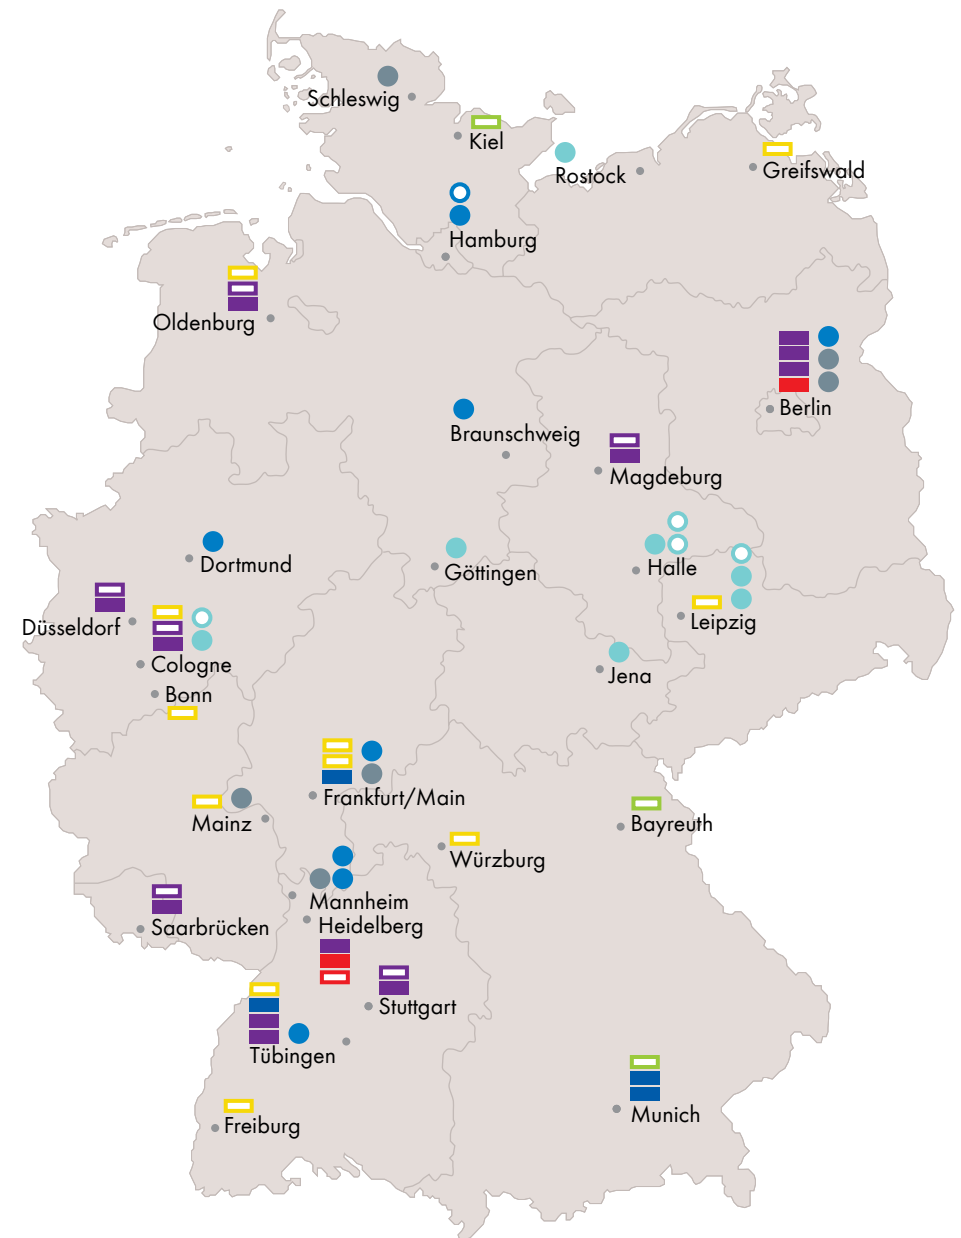 Schleswig
Kiel
Rostock
Greifswald
Hamburg
Oldenburg
Berlin
Braunschweig
Magdeburg
Dortmund
Göttingen
Halle
Düsseldorf
Leipzig
Cologne
Jena
Bonn
Frankfurt/Main
Mainz
Bayreuth
Würzburg
Mannheim
Saarbrücken
Heidelberg
Stuttgart
Tübingen
Munich
Freiburg